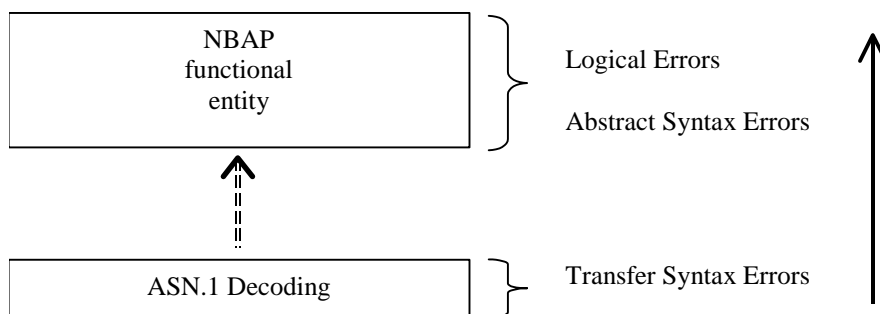 NBAP
functional
entity
Logical Errors
Abstract Syntax Errors
ASN.1 Decoding
Transfer Syntax Errors